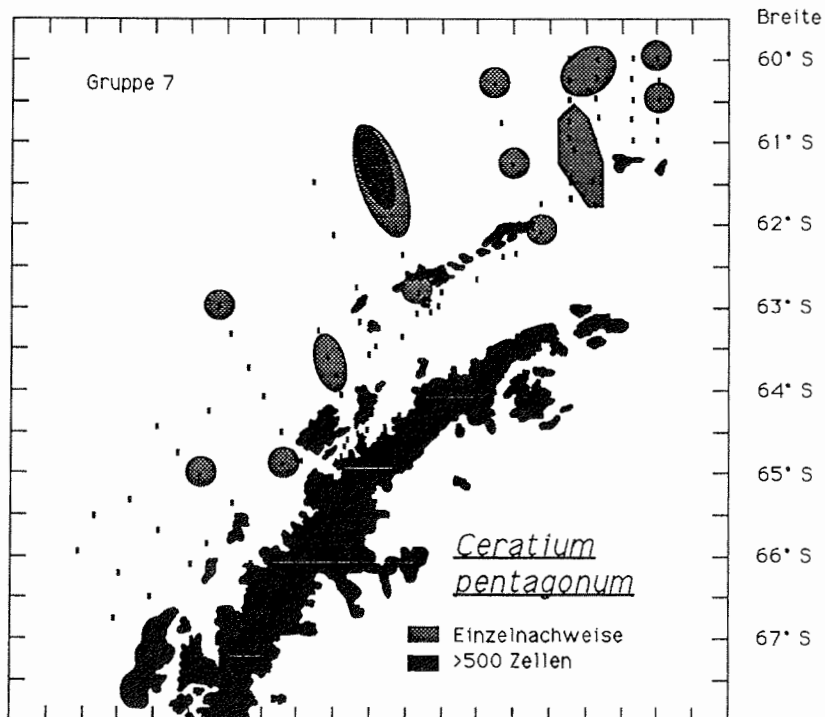 Breite
60° S
Gruppe 7
61° S
62° S
63° S
64° S
65° S
66° S
Ceratium
pentagonum
Einzelnachweise
67° S
>500 Zellen